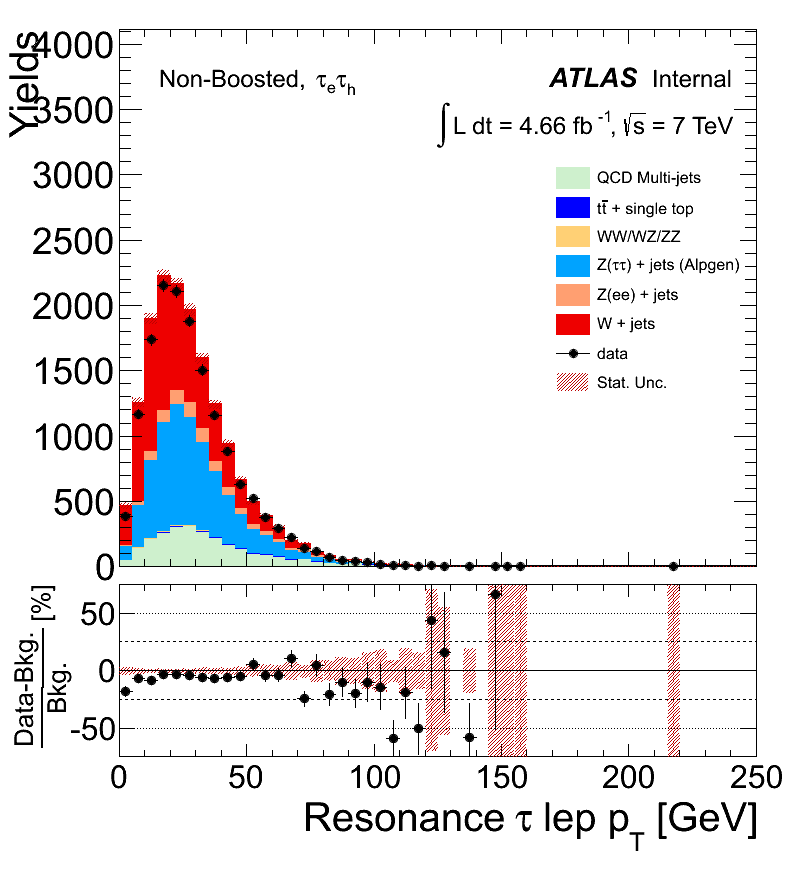 Yields
4000
3500
3000
2500
2000
1500
1000
500
0
Non-Boosted, τₑτₕ
ATLAS Internal
∫ L dt = 4.66 fb⁻¹, √s = 7 TeV
QCD Multi-jets
tt̄ + single top
WW/WZ/ZZ
Z(ττ) + jets (Alpgen)
Z(ee) + jets
W + jets
data
Stat. Unc.
Data-Bkg.
Bkg.
[%]
50
0
-50
0 50 100 150 200 250
Resonance τ lep p_T [GeV]